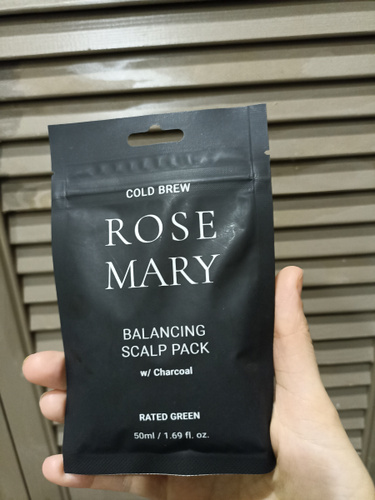 COLD BREW
ROSE
MARY
BALANCING
SCALP PACK
w/ Charcoal
RATED GREEN
50ml / 1.69 fl. oz.